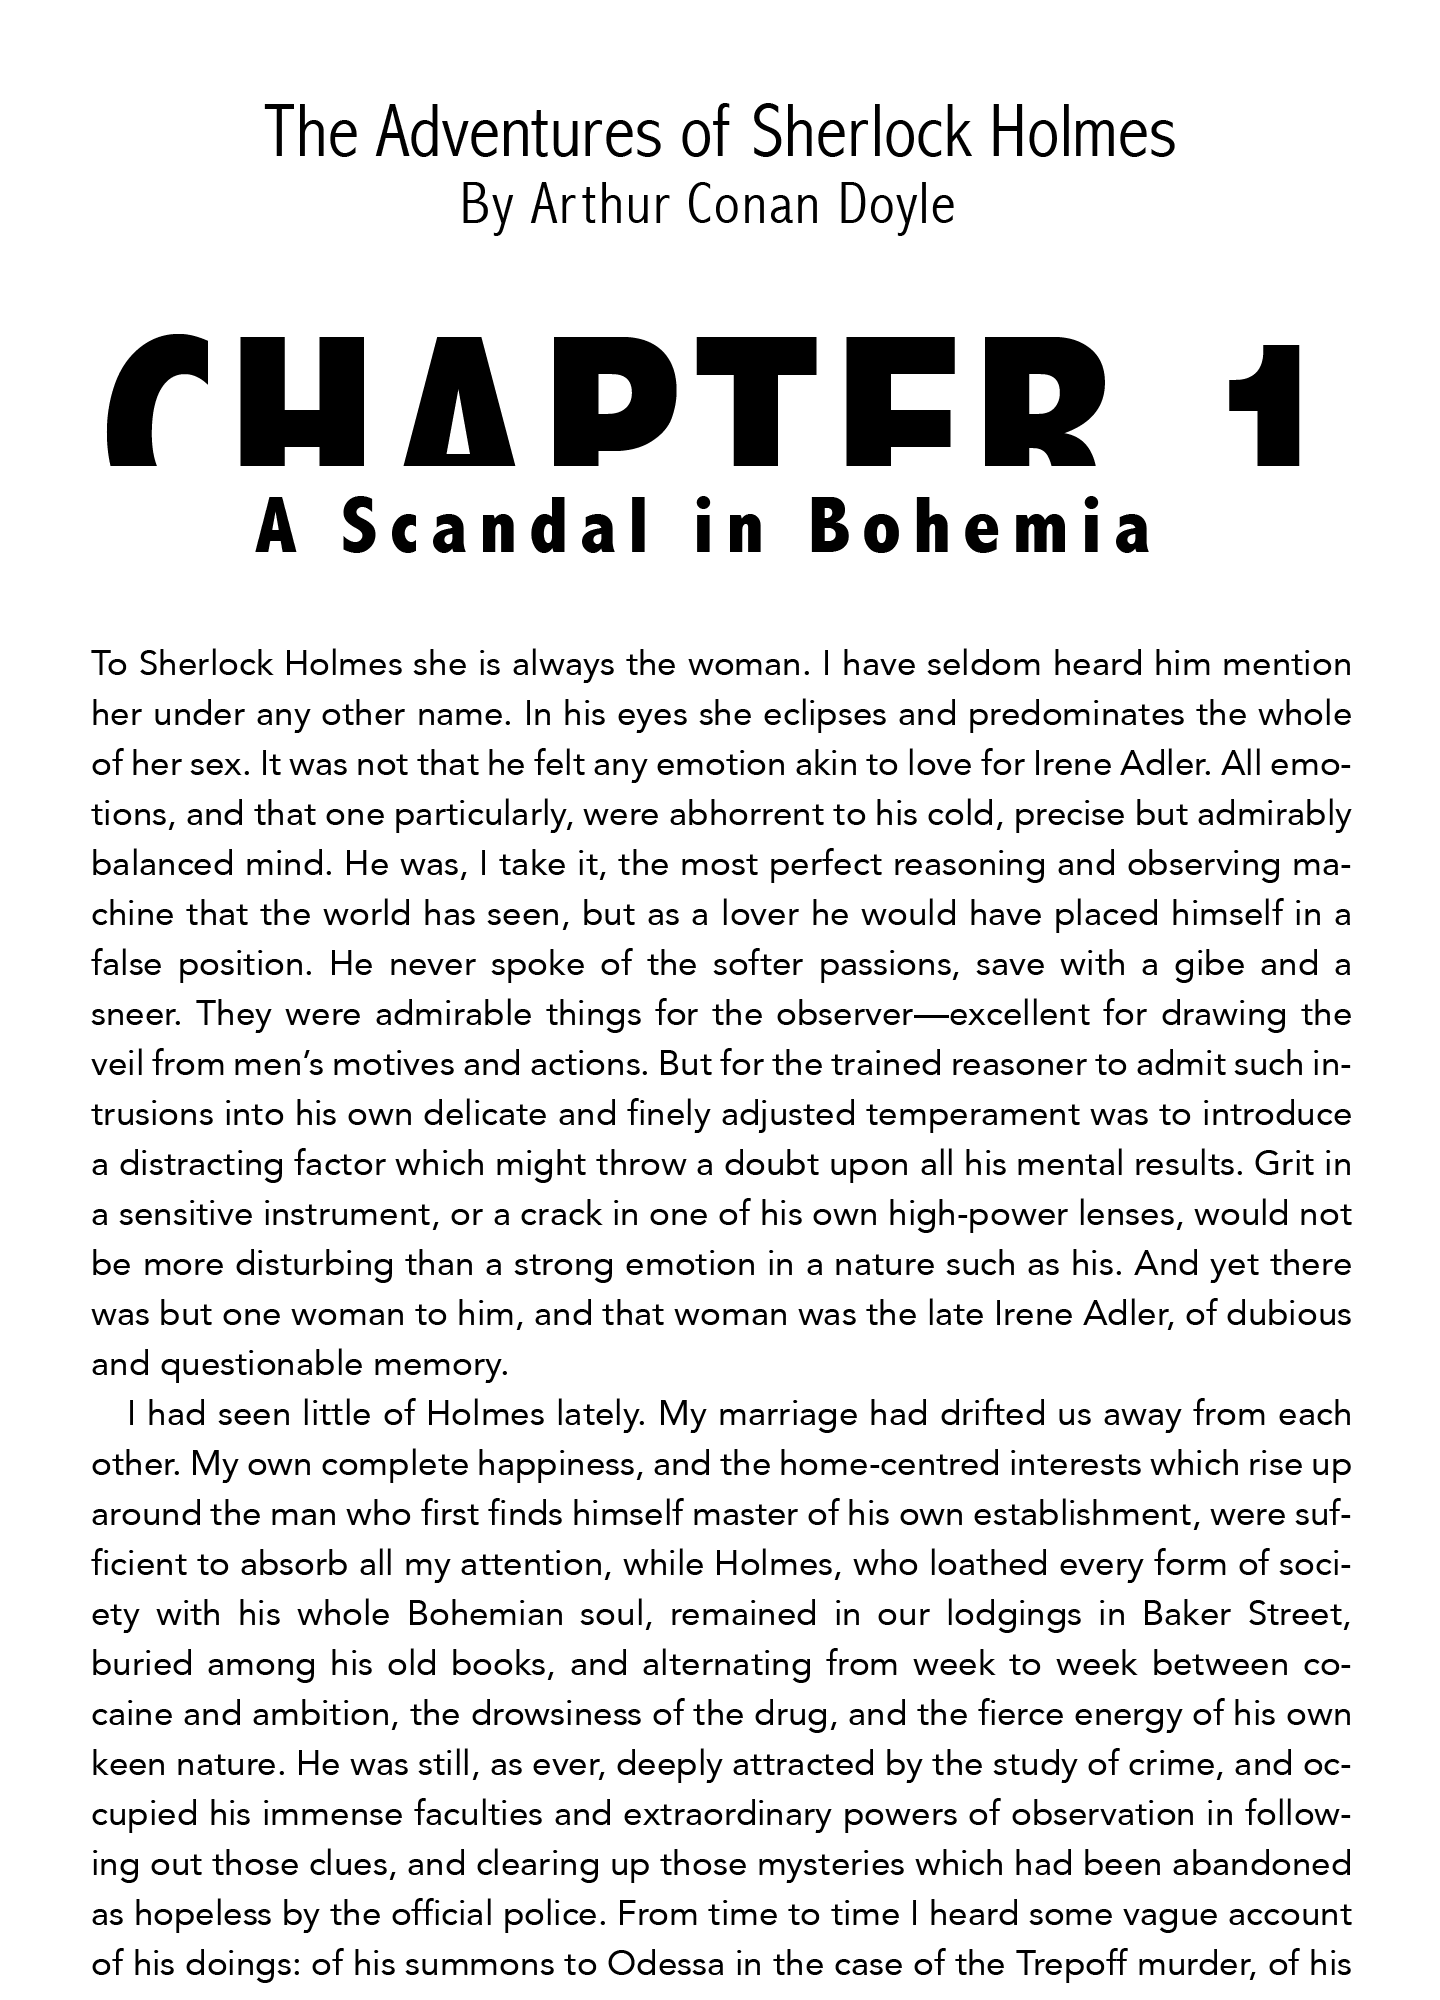 The Adventures of Sherlock Holmes
By Arthur Conan Doyle
CHAPTER 1
A Scandal in Bohemia
To Sherlock Holmes she is always the woman. I have seldom heard him mention
her under any other name. In his eyes she eclipses and predominates the whole
of her sex. It was not that he felt any emotion akin to love for Irene Adler. All emo-
tions, and that one particularly, were abhorrent to his cold, precise but admirably
balanced mind. He was, I take it, the most perfect reasoning and observing ma-
chine that the world has seen, but as a lover he would have placed himself in a
false position. He never spoke of the softer passions, save with a gibe and a
sneer. They were admirable things for the observer—excellent for drawing the
veil from men’s motives and actions. But for the trained reasoner to admit such in-
trusions into his own delicate and finely adjusted temperament was to introduce
a distracting factor which might throw a doubt upon all his mental results. Grit in
a sensitive instrument, or a crack in one of his own high-power lenses, would not
be more disturbing than a strong emotion in a nature such as his. And yet there
was but one woman to him, and that woman was the late Irene Adler, of dubious
and questionable memory.
I had seen little of Holmes lately. My marriage had drifted us away from each
other. My own complete happiness, and the home-centred interests which rise up
around the man who first finds himself master of his own establishment, were suf-
ficient to absorb all my attention, while Holmes, who loathed every form of soci-
ety with his whole Bohemian soul, remained in our lodgings in Baker Street,
buried among his old books, and alternating from week to week between co-
caine and ambition, the drowsiness of the drug, and the fierce energy of his own
keen nature. He was still, as ever, deeply attracted by the study of crime, and oc-
cupied his immense faculties and extraordinary powers of observation in follow-
ing out those clues, and clearing up those mysteries which had been abandoned
as hopeless by the official police. From time to time I heard some vague account
of his doings: of his summons to Odessa in the case of the Trepoff murder, of his